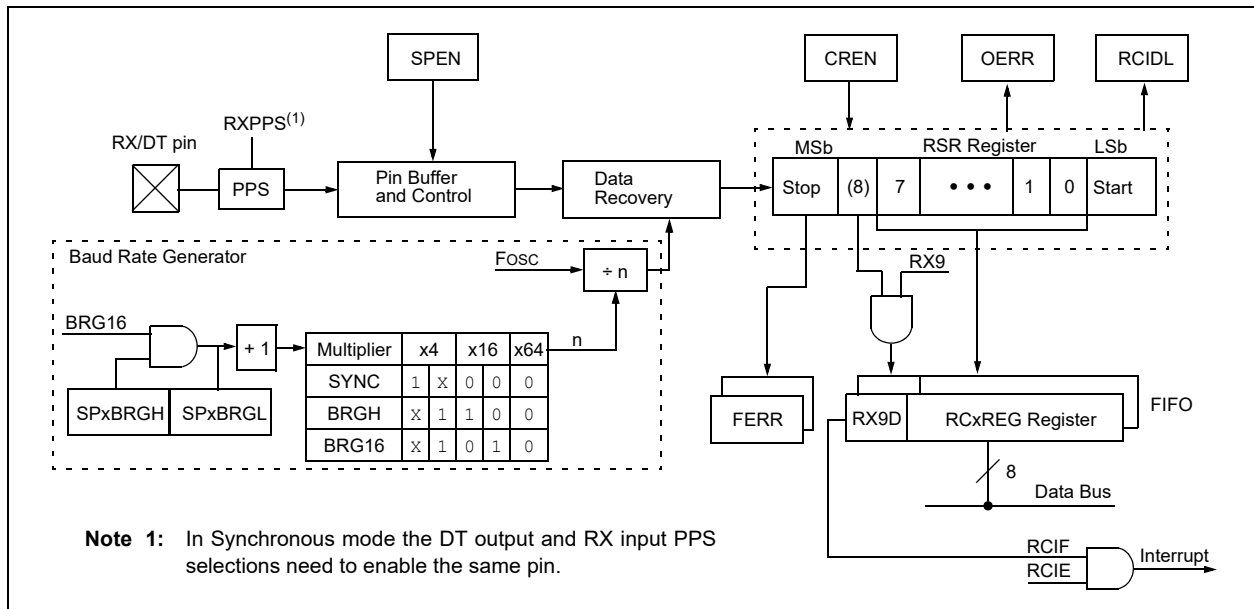 SPEN
CREN
OERR
RCIDL
RXPPS(1)
RX/DT pin
PPS
Pin Buffer
and Control
Data
Recovery
MSb
RSR Register
LSb
Stop (8) 7 • • • 1 0 Start
Baud Rate Generator
FOSC
÷ n
RX9
BRG16
+ 1
n
Multiplier x4 x16 x64
SYNC 1 X 0 0 0
BRGH X 1 1 0 0
BRG16 X 1 0 1 0
SPxBRGH SPxBRGL
FERR
RX9D
RCxREG Register
FIFO
8
Data Bus
Note 1: In Synchronous mode the DT output and RX input PPS
selections need to enable the same pin.
RCIF
RCIE
Interrupt